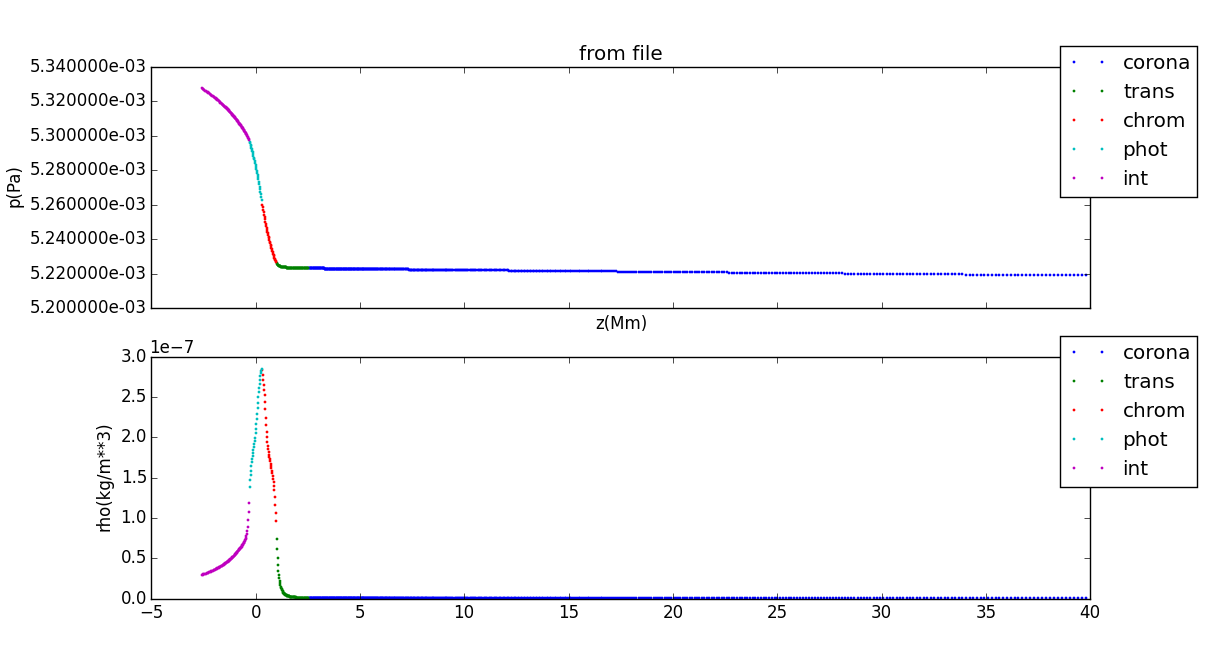 from file
5.340000e-03
5.320000e-03
5.300000e-03
5.280000e-03
5.260000e-03
5.240000e-03
5.220000e-03
5.200000e-03
p(Pa)
z(Mm)
corona
trans
chrom
phot
int
1e−7
3.0
2.5
2.0
1.5
1.0
0.5
0.0
rho(kg/m**3)
−5 0 5 10 15 20 25 30 35 40
corona
trans
chrom
phot
int